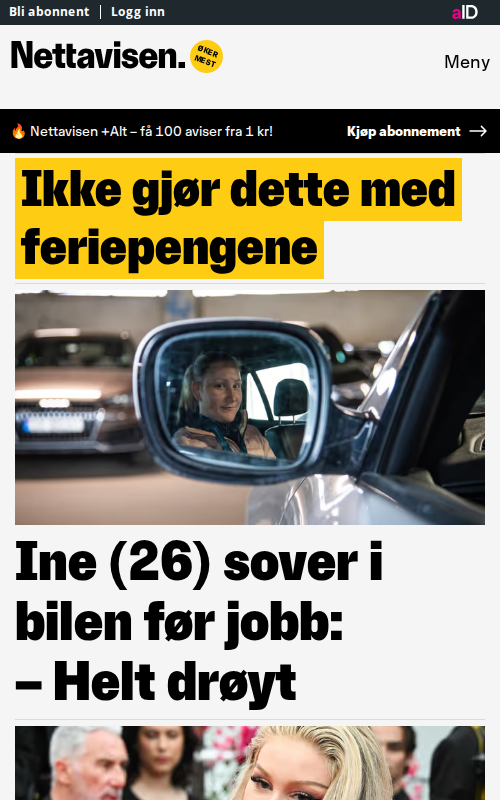 Bli abonnent | Logg inn
aID
Nettavisen.
ØKER
MEST
Meny
🔥 Nettavisen +Alt – få 100 aviser fra 1 kr!
Kjøp abonnement →
Ikke gjør dette med
feriepengene
Ine (26) sover i
bilen før jobb:
– Helt drøyt